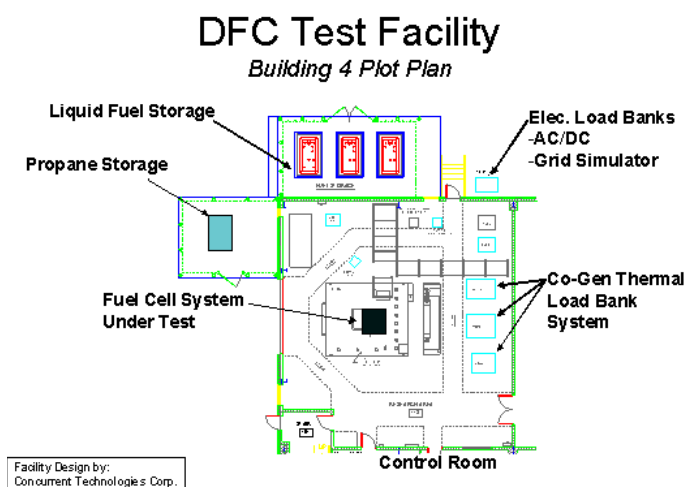 DFC Test Facility
Building 4 Plot Plan
Liquid Fuel Storage
Elec. Load Banks
-AC/DC
-Grid Simulator
Propane Storage
Fuel Cell System
Under Test
Co-Gen Thermal
Load Bank
System
Control Room
Facility Design by:
Concurrent Technologies Corp.